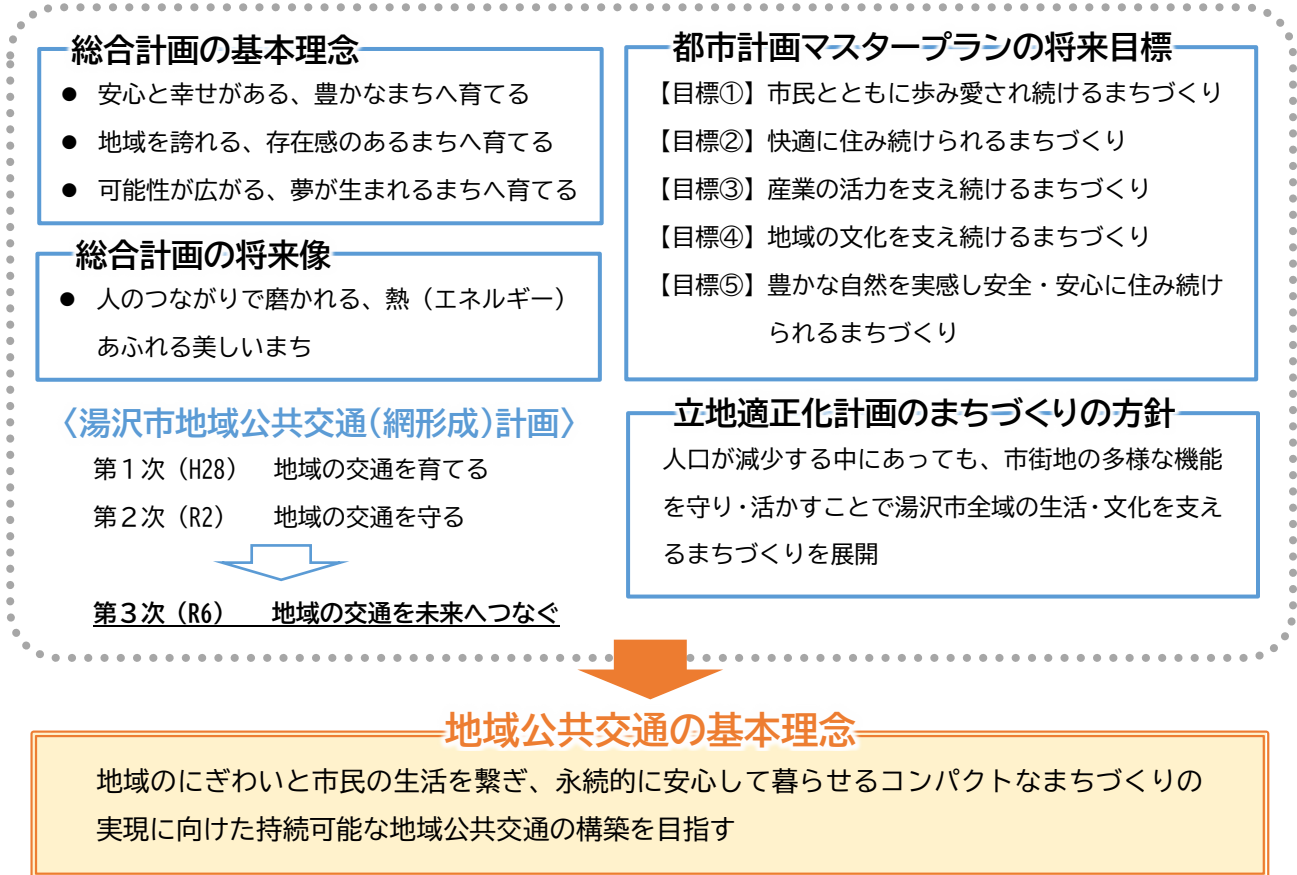 総合計画の基本理念
● 安心と幸せがある、豊かなまちへ育てる
● 地域を誇れる、存在感のあるまちへ育てる
● 可能性が広がる、夢が生まれるまちへ育てる
総合計画の将来像
● 人のつながりで磨かれる、熱（エネルギー）
あふれる美しいまち
〈湯沢市地域公共交通(網形成)計画〉
第１次（H28） 地域の交通を育てる
第２次（R2） 地域の交通を守る
第３次（R6） 地域の交通を未来へつなぐ
都市計画マスタープランの将来目標
【目標①】市民とともに歩み愛され続けるまちづくり
【目標②】快適に住み続けられるまちづくり
【目標③】産業の活力を支え続けるまちづくり
【目標④】地域の文化を支え続けるまちづくり
【目標⑤】豊かな自然を実感し安全・安心に住み続け
られるまちづくり
立地適正化計画のまちづくりの方針
人口が減少する中にあっても、市街地の多様な機能
を守り・活かすことで湯沢市全域の生活・文化を支え
るまちづくりを展開
地域公共交通の基本理念
地域のにぎわいと市民の生活を繋ぎ、永続的に安心して暮らせるコンパクトなまちづくりの
実現に向けた持続可能な地域公共交通の構築を目指す